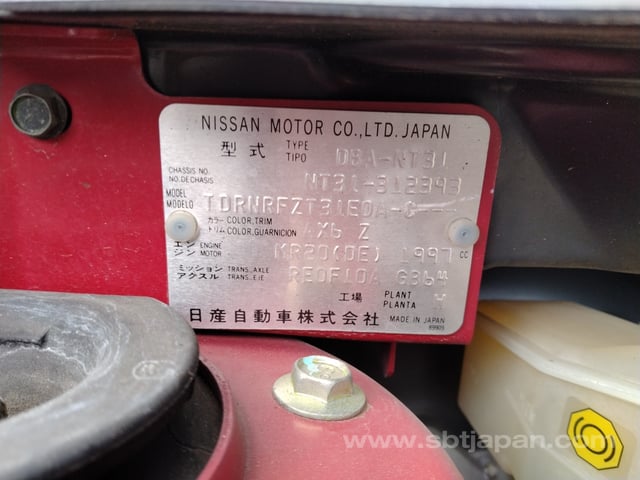 NISSAN MOTOR CO., LTD. JAPAN
型式 TYPE TIPO DBA-NT31
CHASSIS NO. NO. DE CHASIS NT31-312393
MODEL MODELO TDRNRFZT31EDA-C---
カラー COLOR, TRIM トリム COLOR, GUARNICION AX6 Z
エンジン ENGINE MOTOR MR20(DE) 1997 cc
ミッション TRANS. AXLE アクスル TRANS. EJE RE0F10A G364
工場 PLANT PLANTA
日産自動車株式会社 MADE IN JAPAN
www.sbtjapan.com